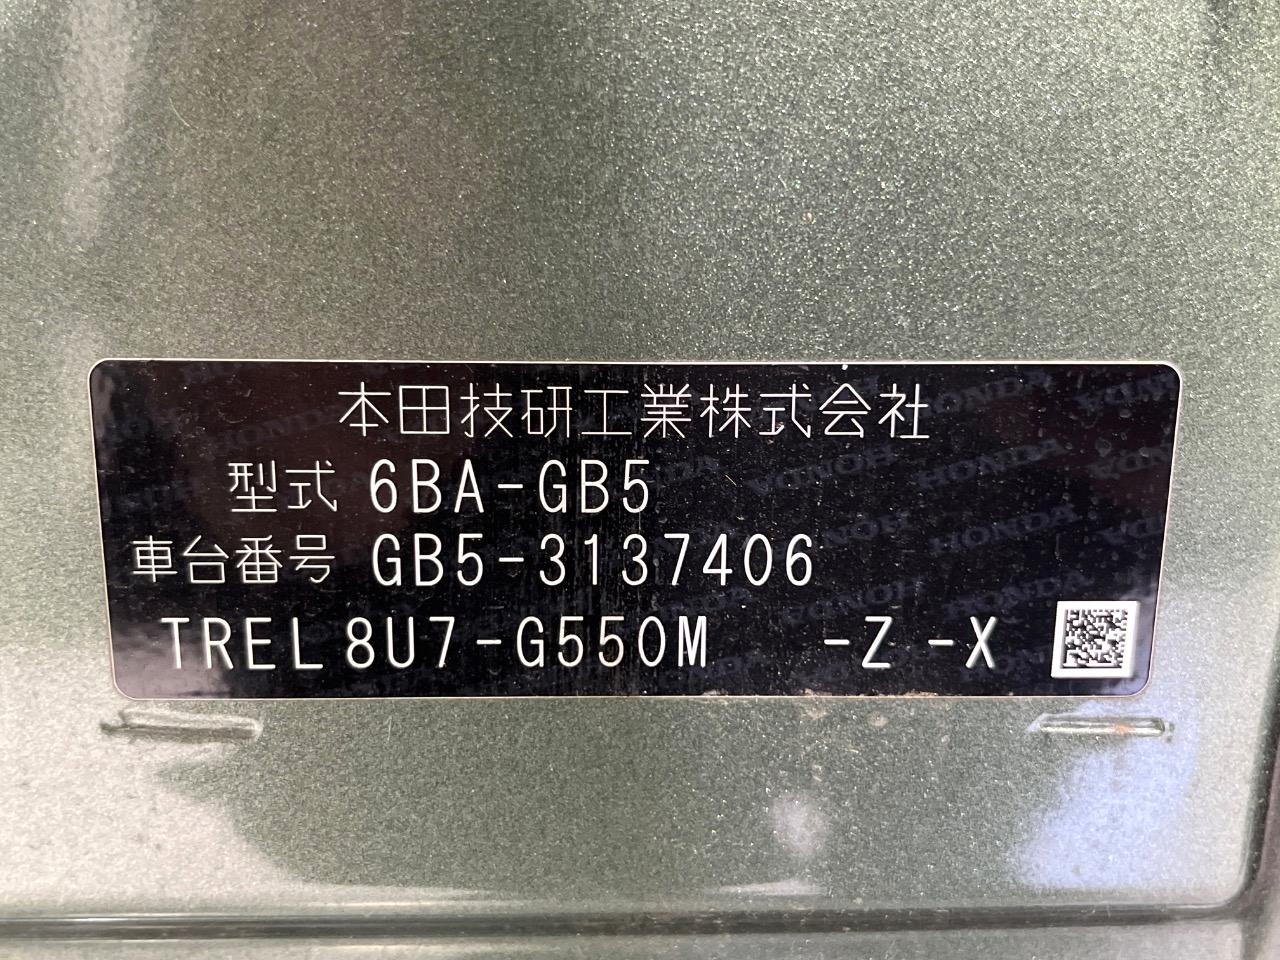 本田技研工業株式会社
型式 6BA-GB5
車台番号 GB5-3137406
TREL 8U7-G550M -Z -X